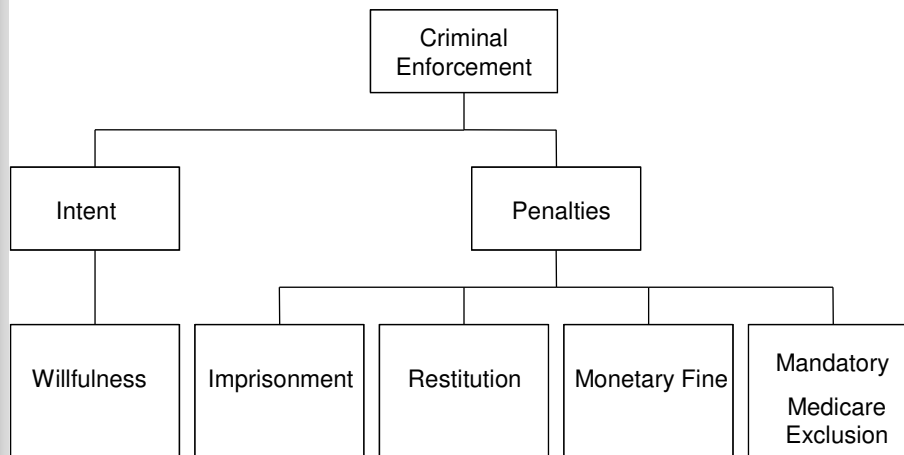 Criminal
Enforcement
Intent
Penalties
Willfulness
Imprisonment
Restitution
Monetary Fine
Mandatory
Medicare
Exclusion